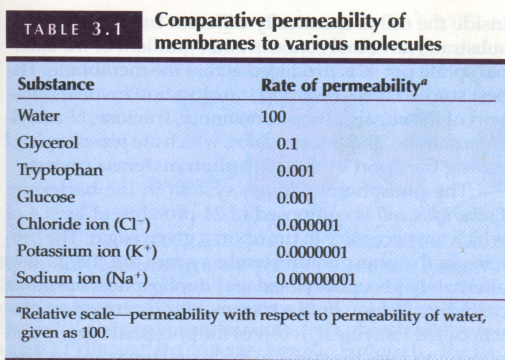 TABLE 3.1
Comparative permeability of
membranes to various molecules
Substance Rate of permeabilityᵃ
Water 100
Glycerol 0.1
Tryptophan 0.001
Glucose 0.001
Chloride ion (Cl⁻) 0.000001
Potassium ion (K⁺) 0.0000001
Sodium ion (Na⁺) 0.00000001
ᵃRelative scale—permeability with respect to permeability of water,
given as 100.